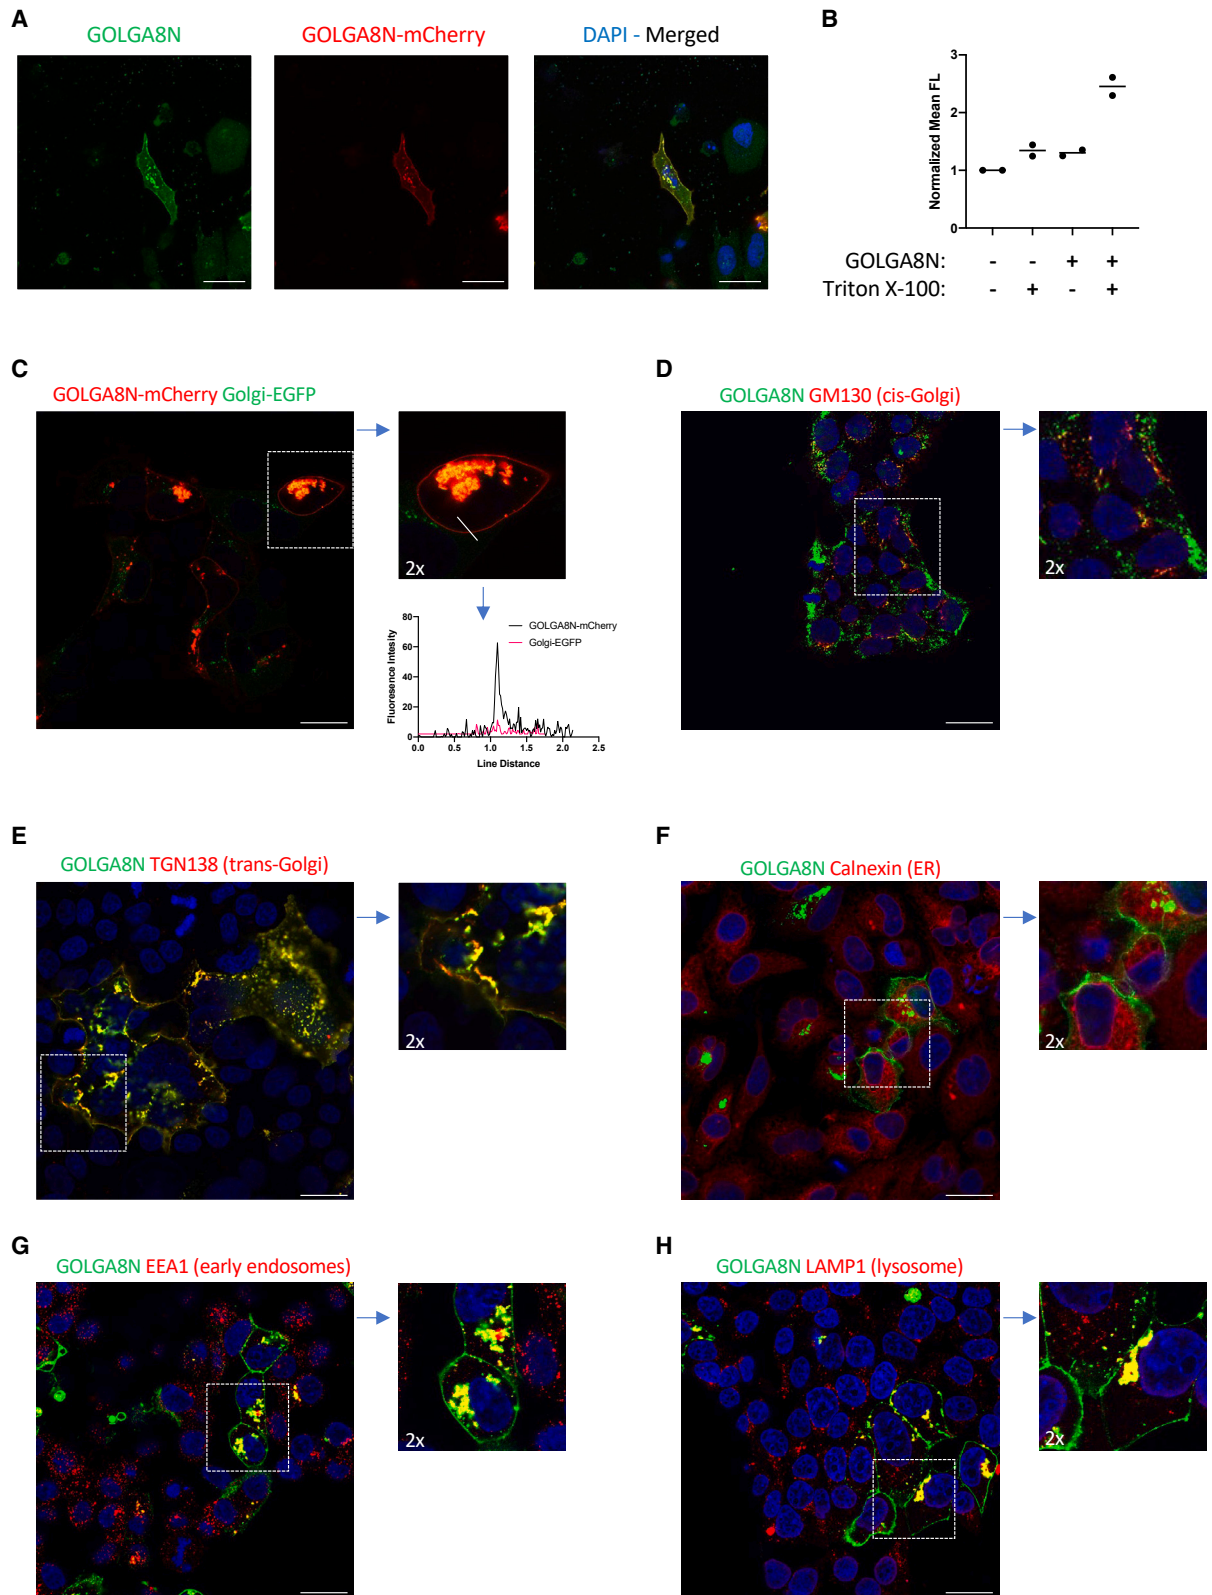 A
GOLGA8N
GOLGA8N-mCherry
DAPI - Merged
B
Normalized Mean FL
3
2
1
0
GOLGA8N: - - + +
Triton X-100: - + - +
C
GOLGA8N-mCherry Golgi-EGFP
2x
Fluoresence Intesity
80
60
40
20
0
GOLGA8N-mCherry
Golgi-EGFP
0.0 0.5 1.0 1.5 2.0 2.5
Line Distance
D
GOLGA8N GM130 (cis-Golgi)
2x
E
GOLGA8N TGN138 (trans-Golgi)
2x
F
GOLGA8N Calnexin (ER)
2x
G
GOLGA8N EEA1 (early endosomes)
2x
H
GOLGA8N LAMP1 (lysosome)
2x